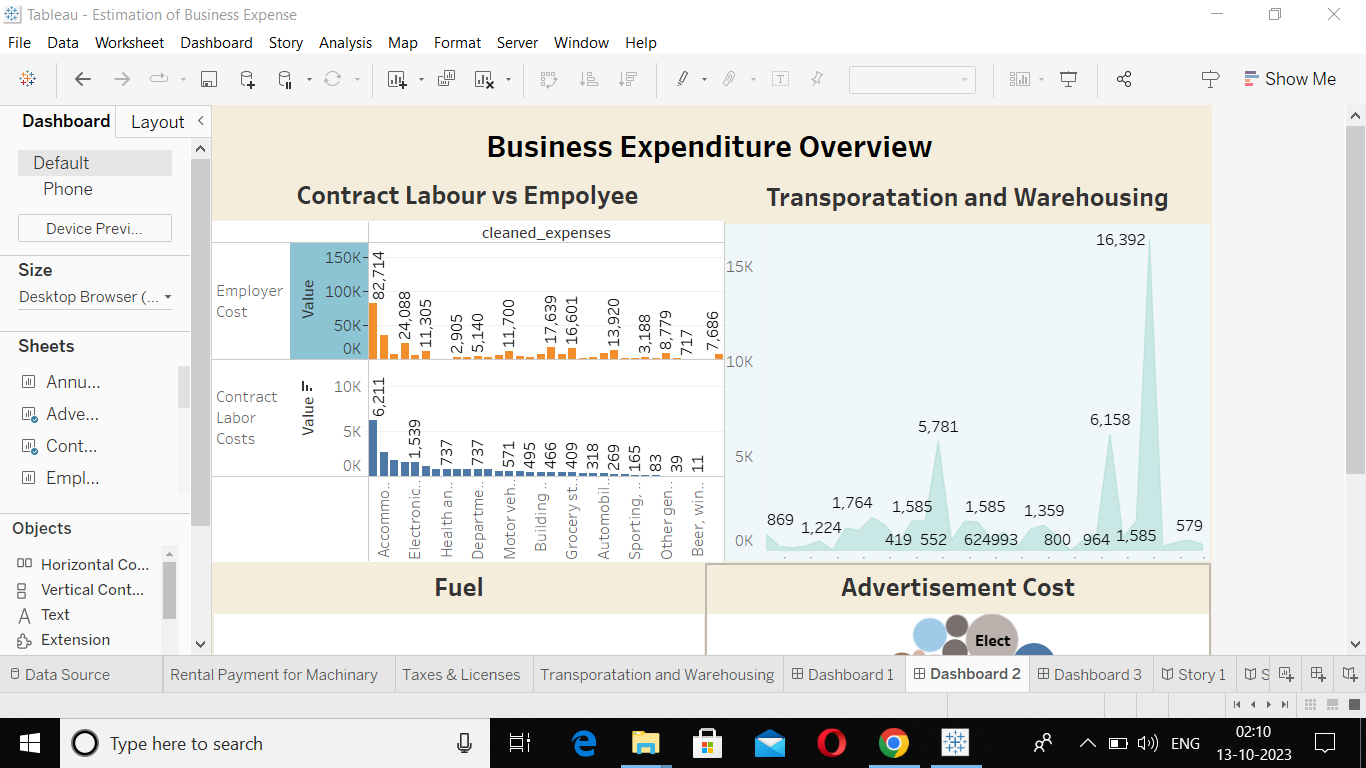 Tableau - Estimation of Business Expense
File Data Worksheet Dashboard Story Analysis Map Format Server Window Help
Show Me
Dashboard Layout
Default
Phone
Device Previ...
Size
Desktop Browser (...
Sheets
Annu...
Adve...
Cont...
Empl...
Objects
Horizontal Co...
Vertical Cont...
Text
Extension
Business Expenditure Overview
Contract Labour vs Empolyee
cleaned_expenses
Employer
Cost
Value
150K
100K
50K
0K
82,714
24,088
11,305
2,905
5,140
11,700
17,639
16,601
13,920
3,188
8,779
717
7,686
Contract
Labor
Costs
Value
10K
5K
0K
6,211
1,539
737
737
571
495
466
409
318
269
165
83
39
11
Accommo..
Electronic..
Health an..
Departme..
Motor veh..
Building ..
Grocery st..
Automobil..
Sporting, ..
Other gen..
Beer, win..
Transporatation and Warehousing
15K
10K
5K
0K
16,392
5,781
6,158
869
1,224
1,764
419
1,585
552
624
1,585
993
1,359
800
964
1,585
579
Fuel
Advertisement Cost
Elect
Data Source Rental Payment for Machinary Taxes & Licenses Transporatation and Warehousing Dashboard 1 Dashboard 2 Dashboard 3 Story 1 S
Type here to search
ENG
02:10
13-10-2023